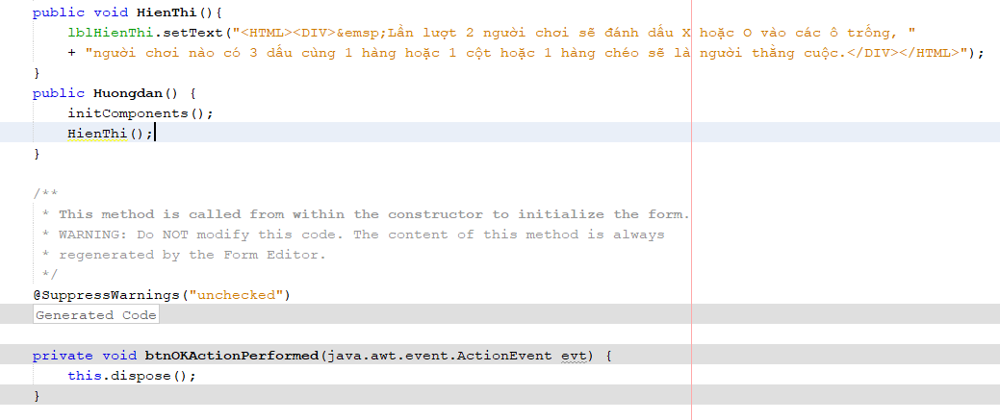 public void HienThi(){
lblHienThi.setText("<HTML><DIV>&emsp;Lần lượt 2 người chơi sẽ đánh dấu X hoặc O vào các ô trống, "
+ "người chơi nào có 3 dấu cùng 1 hàng hoặc 1 cột hoặc 1 hàng chéo sẽ là người thắng cuộc.</DIV></HTML>");
}
public Huongdan() {
initComponents();
HienThi();
}
/**
* This method is called from within the constructor to initialize the form.
* WARNING: Do NOT modify this code. The content of this method is always
* regenerated by the Form Editor.
*/
@SuppressWarnings("unchecked")
Generated Code
private void btnOKActionPerformed(java.awt.event.ActionEvent evt) {
this.dispose();
}